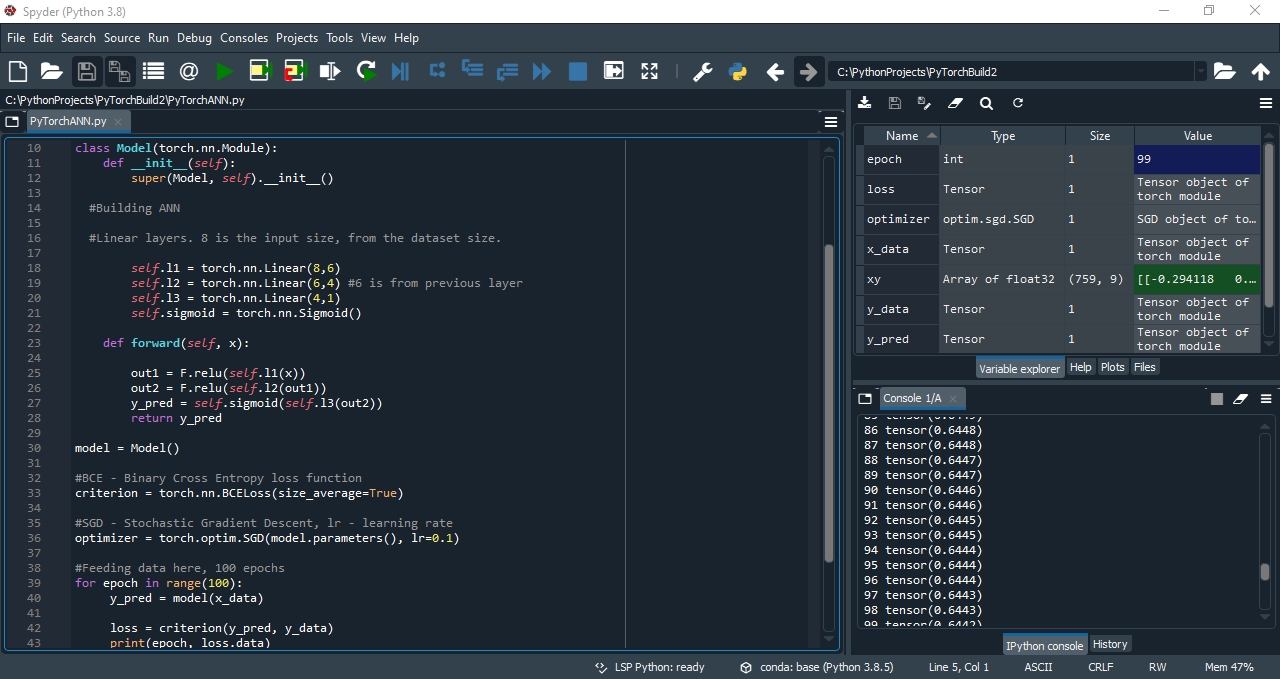 Spyder (Python 3.8)
File Edit Search Source Run Debug Consoles Projects Tools View Help
C:\PythonProjects\PyTorchBuild2
C:\PythonProjects\PyTorchBuild2\PyTorchANN.py
PyTorchANN.py
10 class Model(torch.nn.Module):
11 def __init__(self):
12 super(Model, self).__init__()
13
14 #Building ANN
15
16 #Linear layers. 8 is the input size, from the dataset size.
17
18 self.l1 = torch.nn.Linear(8,6)
19 self.l2 = torch.nn.Linear(6,4) #6 is from previous layer
20 self.l3 = torch.nn.Linear(4,1)
21 self.sigmoid = torch.nn.Sigmoid()
22
23 def forward(self, x):
24
25 out1 = F.relu(self.l1(x))
26 out2 = F.relu(self.l2(out1))
27 y_pred = self.sigmoid(self.l3(out2))
28 return y_pred
29
30 model = Model()
31
32 #BCE - Binary Cross Entropy loss function
33 criterion = torch.nn.BCELoss(size_average=True)
34
35 #SGD - Stochastic Gradient Descent, lr - learning rate
36 optimizer = torch.optim.SGD(model.parameters(), lr=0.1)
37
38 #Feeding data here, 100 epochs
39 for epoch in range(100):
40 y_pred = model(x_data)
41
42 loss = criterion(y_pred, y_data)
43 print(epoch, loss.data)
Name Type Size Value
epoch int 1 99
loss Tensor 1 Tensor object of
torch module
optimizer optim.sgd.SGD 1 SGD object of to…
x_data Tensor 1 Tensor object of
torch module
xy Array of float32 (759, 9) [[-0.294118 0.…
y_data Tensor 1 Tensor object of
torch module
y_pred Tensor 1 Tensor object of
torch module
Variable explorer Help Plots Files
Console 1/A
85 tensor(0.6449)
86 tensor(0.6448)
87 tensor(0.6448)
88 tensor(0.6447)
89 tensor(0.6447)
90 tensor(0.6446)
91 tensor(0.6446)
92 tensor(0.6445)
93 tensor(0.6445)
94 tensor(0.6444)
95 tensor(0.6444)
96 tensor(0.6444)
97 tensor(0.6443)
98 tensor(0.6443)
99 tensor(0.6442)
IPython console History
LSP Python: ready conda: base (Python 3.8.5) Line 5, Col 1 ASCII CRLF RW Mem 47%